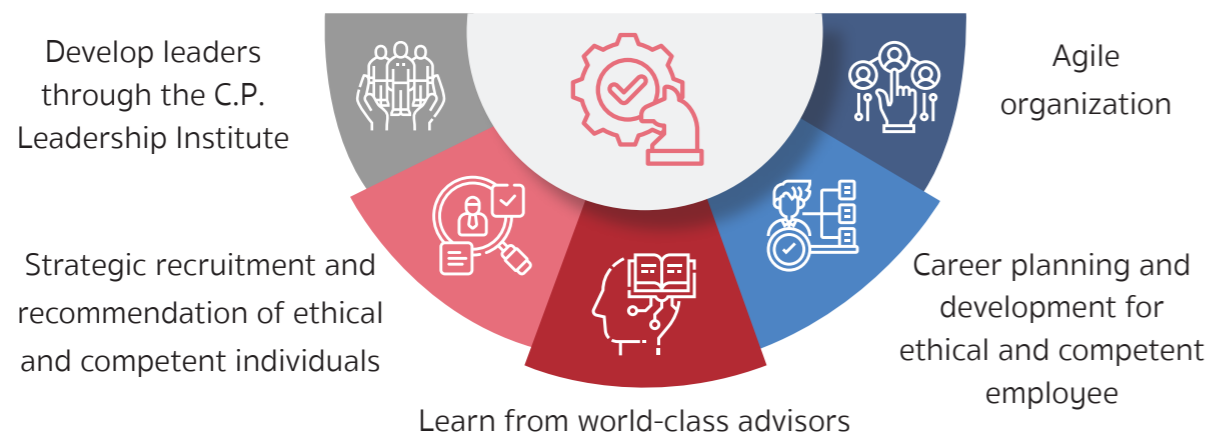 Develop leaders
through the C.P.
Leadership Institute
Agile
organization
Strategic recruitment and
recommendation of ethical
and competent individuals
Career planning and
development for
ethical and competent
employee
Learn from world-class advisors